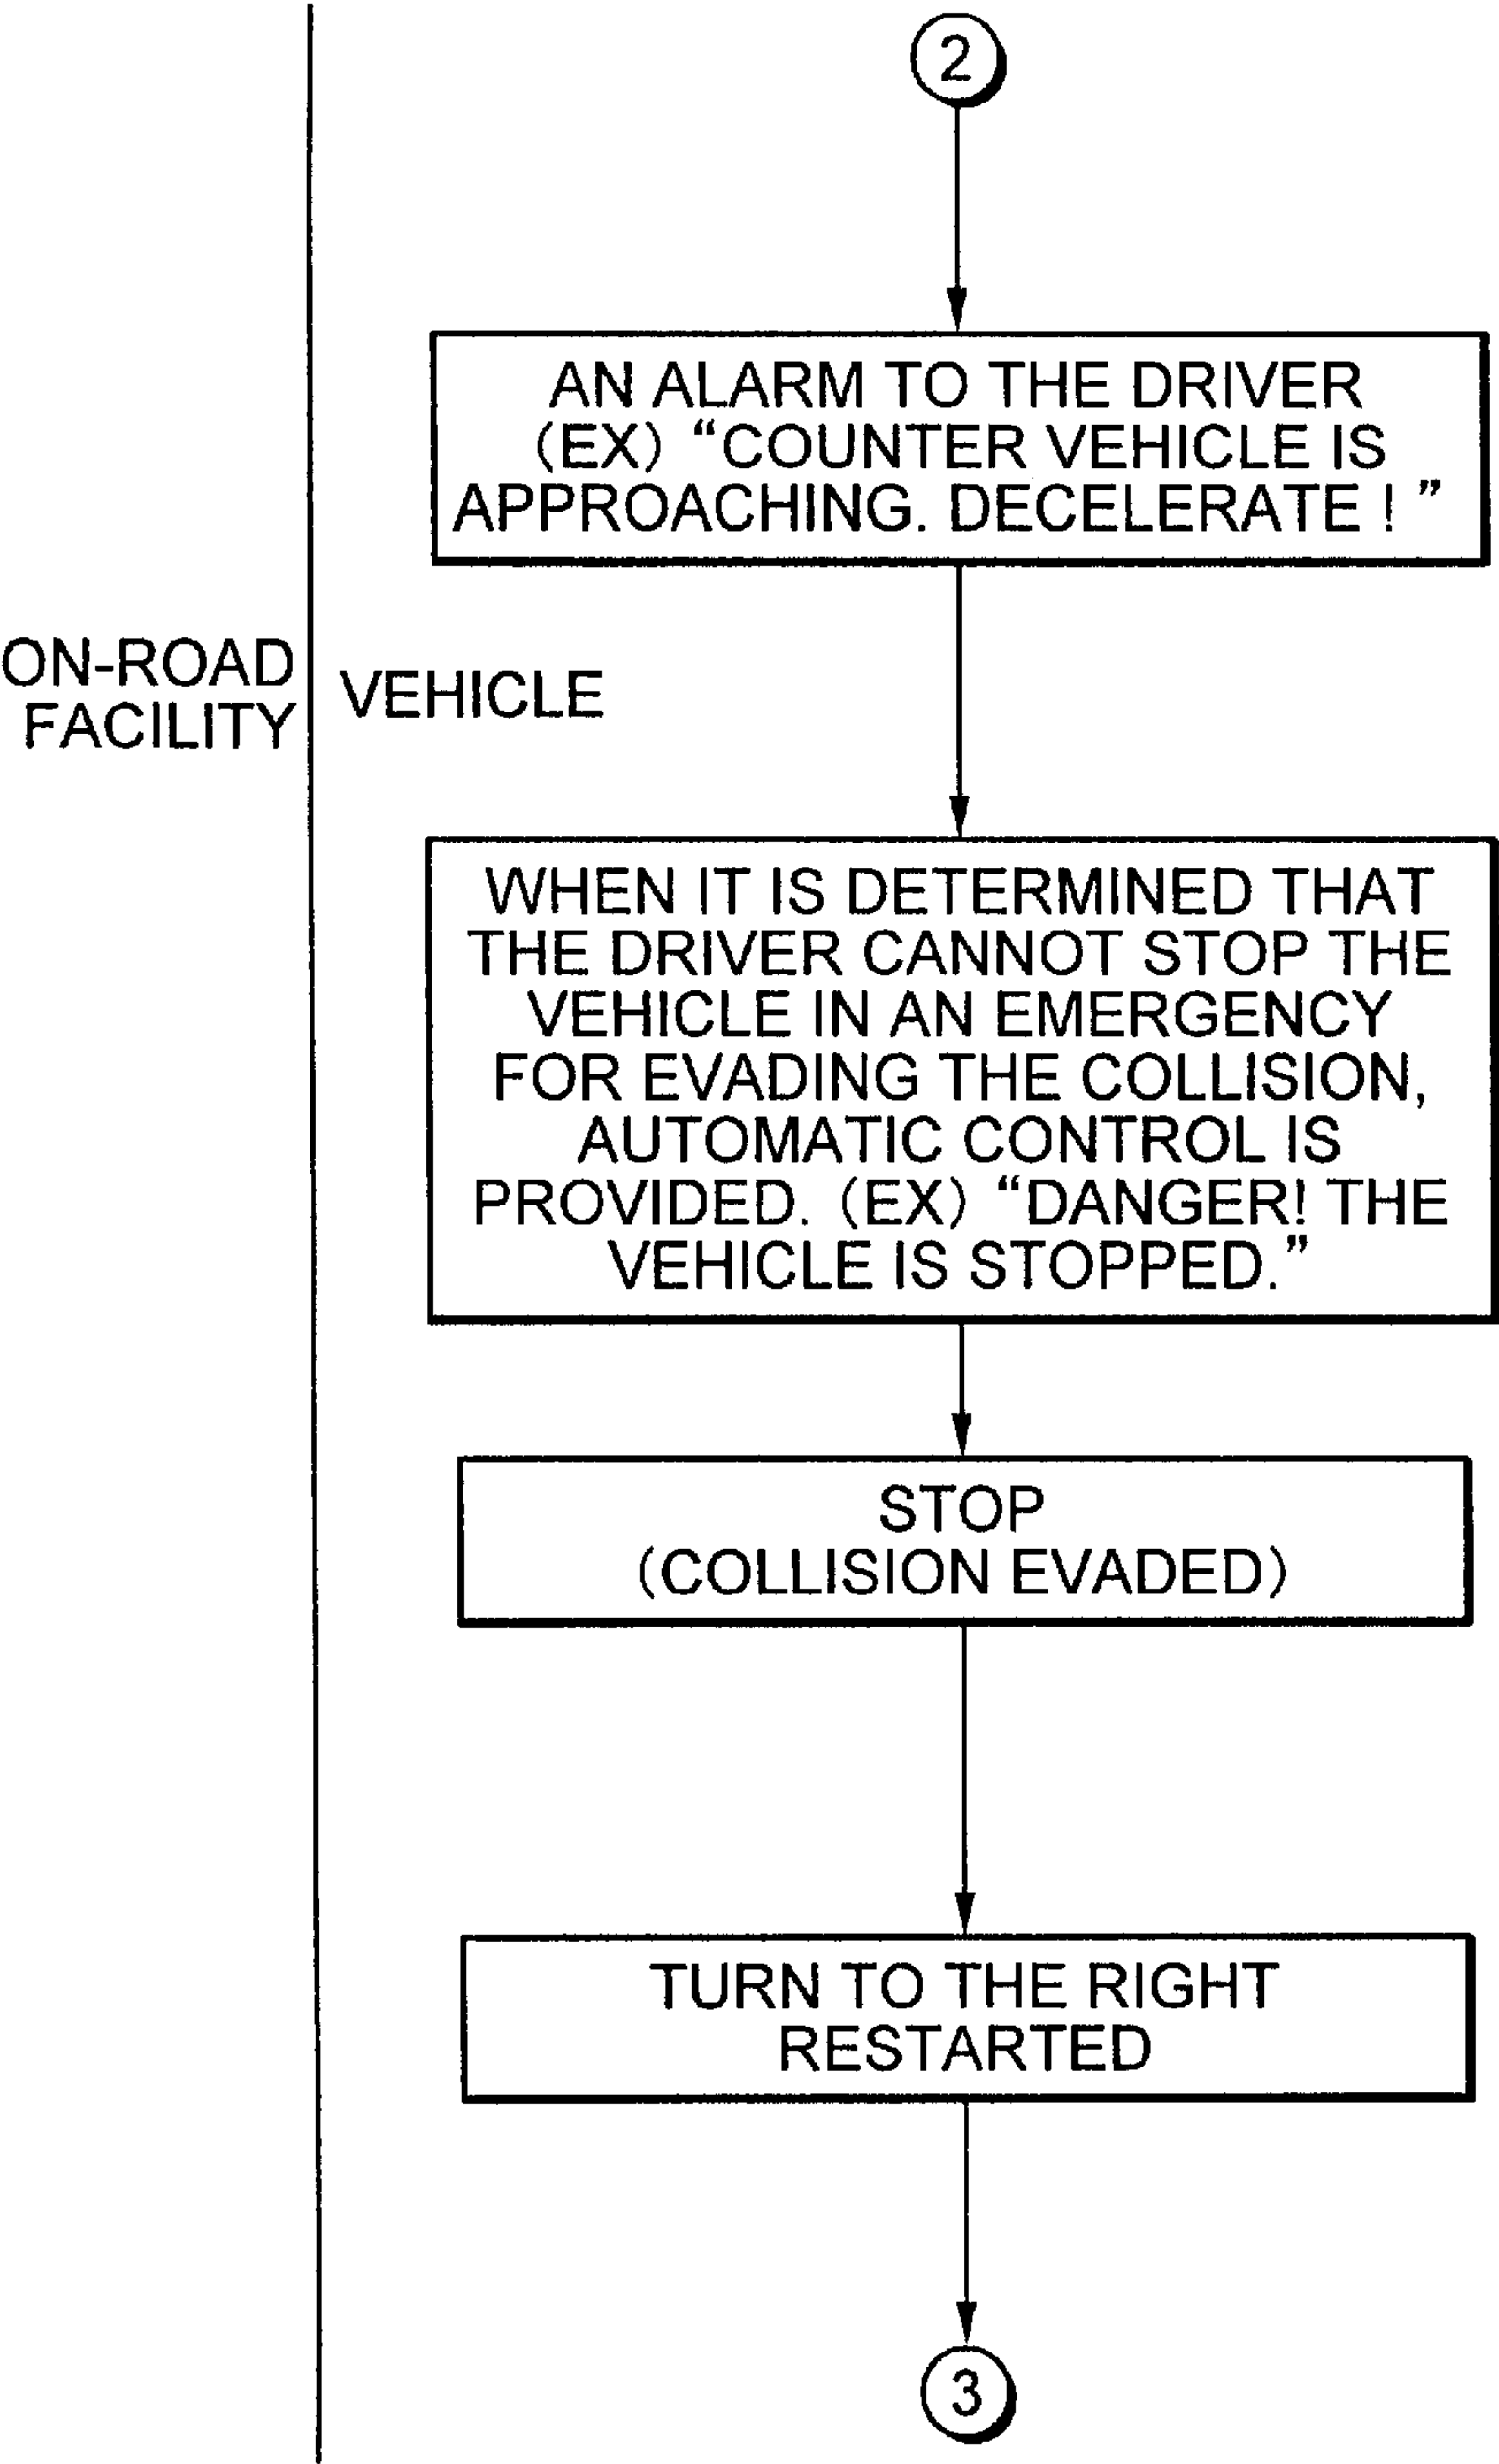 2
AN ALARM TO THE DRIVER
(EX) “COUNTER VEHICLE IS
APPROACHING. DECELERATE ! ”
ON-ROAD
FACILITY
VEHICLE
WHEN IT IS DETERMINED THAT
THE DRIVER CANNOT STOP THE
VEHICLE IN AN EMERGENCY
FOR EVADING THE COLLISION,
AUTOMATIC CONTROL IS
PROVIDED. (EX) “DANGER! THE
VEHICLE IS STOPPED.”
STOP
(COLLISION EVADED)
TURN TO THE RIGHT
RESTARTED
3